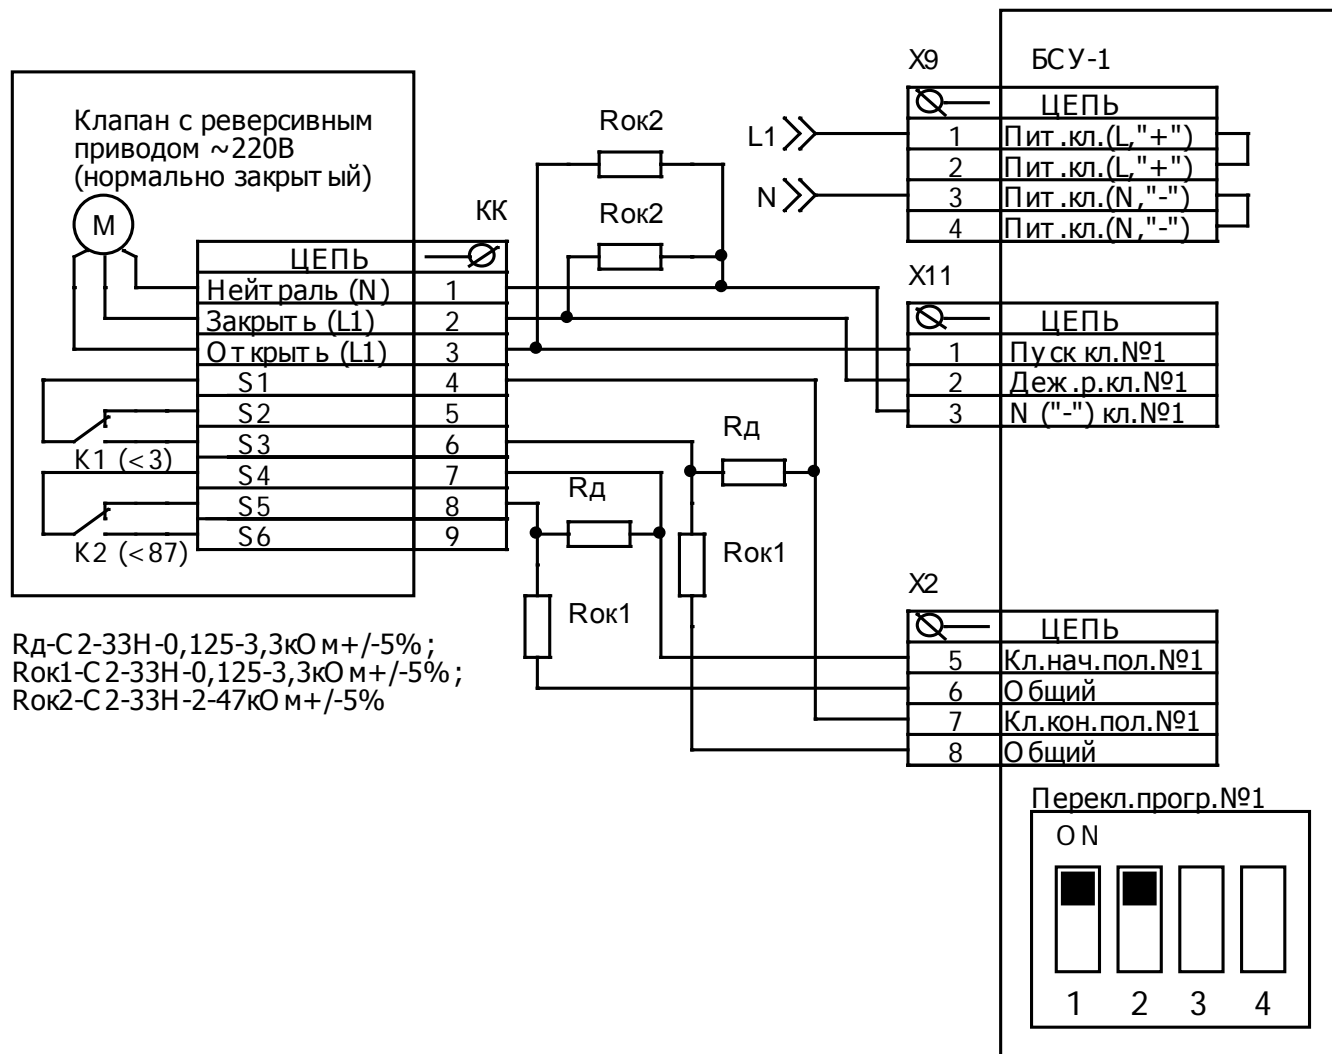 Клапан с реверсивным
приводом ~220В
(нормально закрытый)
М
КК
ЦЕПЬ
Нейтраль (N) 1
Закрыть (L1) 2
Открыть (L1) 3
S1 4
S2 5
S3 6
S4 7
S5 8
S6 9
K1 (<3)
K2 (<87)
Rок2
Rок2
Rд
Rд
Rок1
Rок1
L1
N
X9 БСУ-1
ЦЕПЬ
1 Пит.кл.(L,"+")
2 Пит.кл.(L,"+")
3 Пит.кл.(N,"-")
4 Пит.кл.(N,"-")
X11
ЦЕПЬ
1 Пуск кл.№1
2 Деж.р.кл.№1
3 N ("-") кл.№1
X2
ЦЕПЬ
5 Кл.нач.пол.№1
6 Общий
7 Кл.кон.пол.№1
8 Общий
Rд-С2-33Н-0,125-3,3кОм+/-5%;
Rок1-С2-33Н-0,125-3,3кОм+/-5%;
Rок2-С2-33Н-2-47кОм+/-5%
Перекл.прогр.№1
ON
1 2 3 4